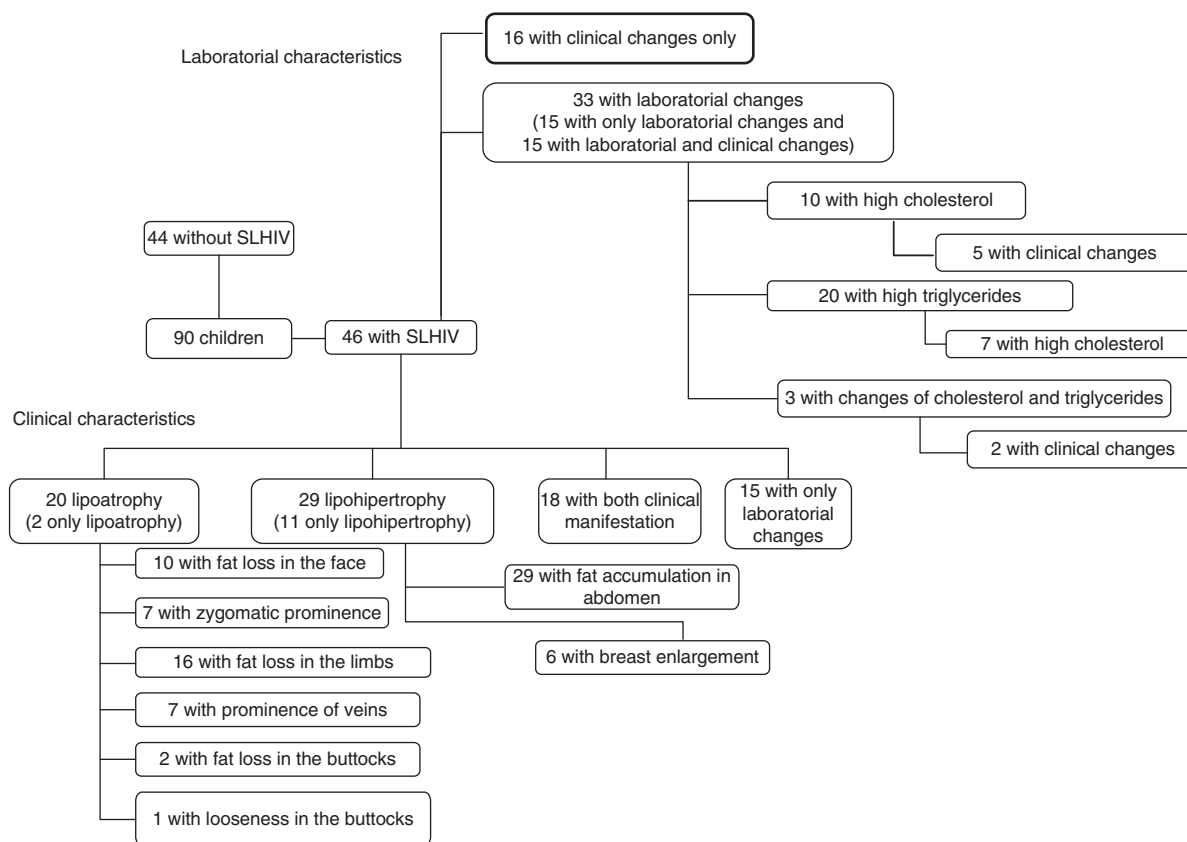 16 with clinical changes only
Laboratorial characteristics
33 with laboratorial changes
(15 with only laboratorial changes and
15 with laboratorial and clinical changes)
10 with high cholesterol
44 without SLHIV
5 with clinical changes
20 with high triglycerides
90 children
46 with SLHIV
7 with high cholesterol
3 with changes of cholesterol and triglycerides
Clinical characteristics
2 with clinical changes
20 lipoatrophy
(2 only lipoatrophy)
29 lipohipertrophy
(11 only lipohipertrophy)
18 with both clinical
manifestation
15 with only
laboratorial
changes
10 with fat loss in the face
29 with fat accumulation in
abdomen
7 with zygomatic prominence
6 with breast enlargement
16 with fat loss in the limbs
7 with prominence of veins
2 with fat loss in the buttocks
1 with looseness in the buttocks